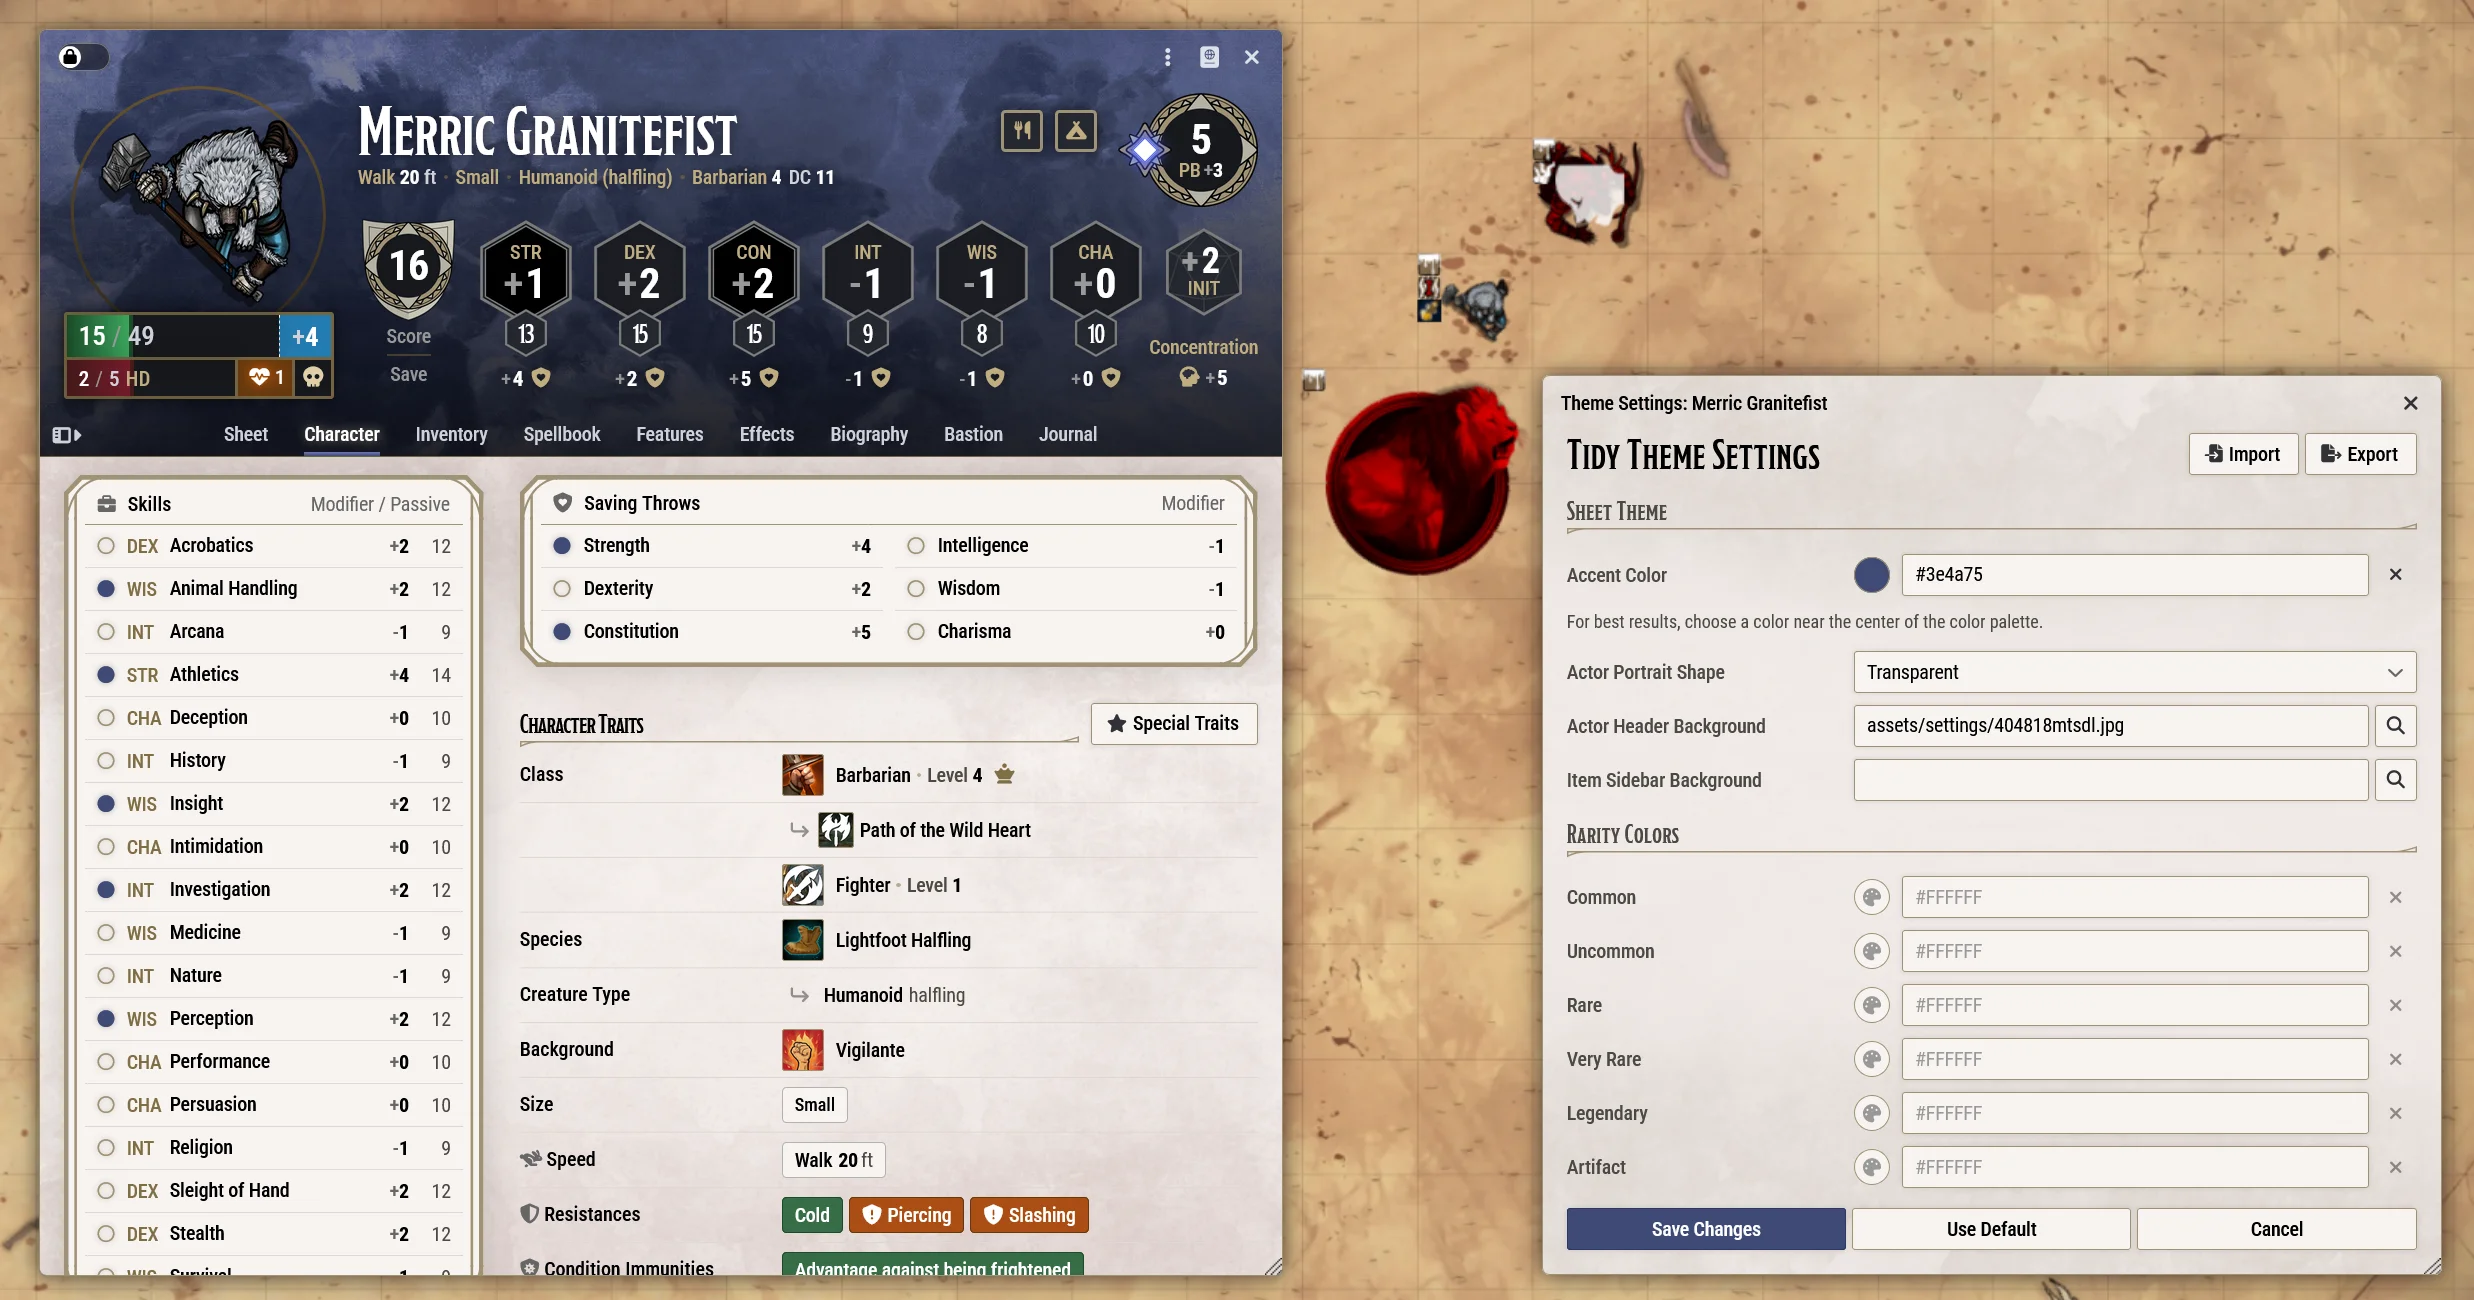 Merric Granitefist
Walk 20 ft • Small • Humanoid (halfling) • Barbarian 4 DC 11
5
PB +3
16
Score
Save
STR
+1
13
+4
DEX
+2
15
+2
CON
+2
15
+5
INT
-1
9
-1
WIS
-1
8
-1
CHA
+0
10
+0
+2
INIT
Concentration
+5
15 / 49
+4
2 / 5 HD
1
Sheet Character Inventory Spellbook Features Effects Biography Bastion Journal
Skills Modifier / Passive
DEX Acrobatics +2 12
WIS Animal Handling +2 12
INT Arcana -1 9
STR Athletics +4 14
CHA Deception +0 10
INT History -1 9
WIS Insight +2 12
CHA Intimidation +0 10
INT Investigation +2 12
WIS Medicine -1 9
INT Nature -1 9
WIS Perception +2 12
CHA Performance +0 10
CHA Persuasion +0 10
INT Religion -1 9
DEX Sleight of Hand +2 12
DEX Stealth +2 12
WIS Survival -1 9
Saving Throws Modifier
Strength +4 Intelligence -1
Dexterity +2 Wisdom -1
Constitution +5 Charisma +0
Character Traits
Special Traits
Class Barbarian • Level 4
Path of the Wild Heart
Fighter • Level 1
Species Lightfoot Halfling
Creature Type Humanoid halfling
Background Vigilante
Size Small
Speed Walk 20 ft
Resistances Cold Piercing Slashing
Condition Immunities Advantage against being frightened
Theme Settings: Merric Granitefist
Tidy Theme Settings
Import
Export
Sheet Theme
Accent Color #3e4a75
For best results, choose a color near the center of the color palette.
Actor Portrait Shape Transparent
Actor Header Background assets/settings/404818mtsdl.jpg
Item Sidebar Background
Rarity Colors
Common #FFFFFF
Uncommon #FFFFFF
Rare #FFFFFF
Very Rare #FFFFFF
Legendary #FFFFFF
Artifact #FFFFFF
Save Changes
Use Default
Cancel